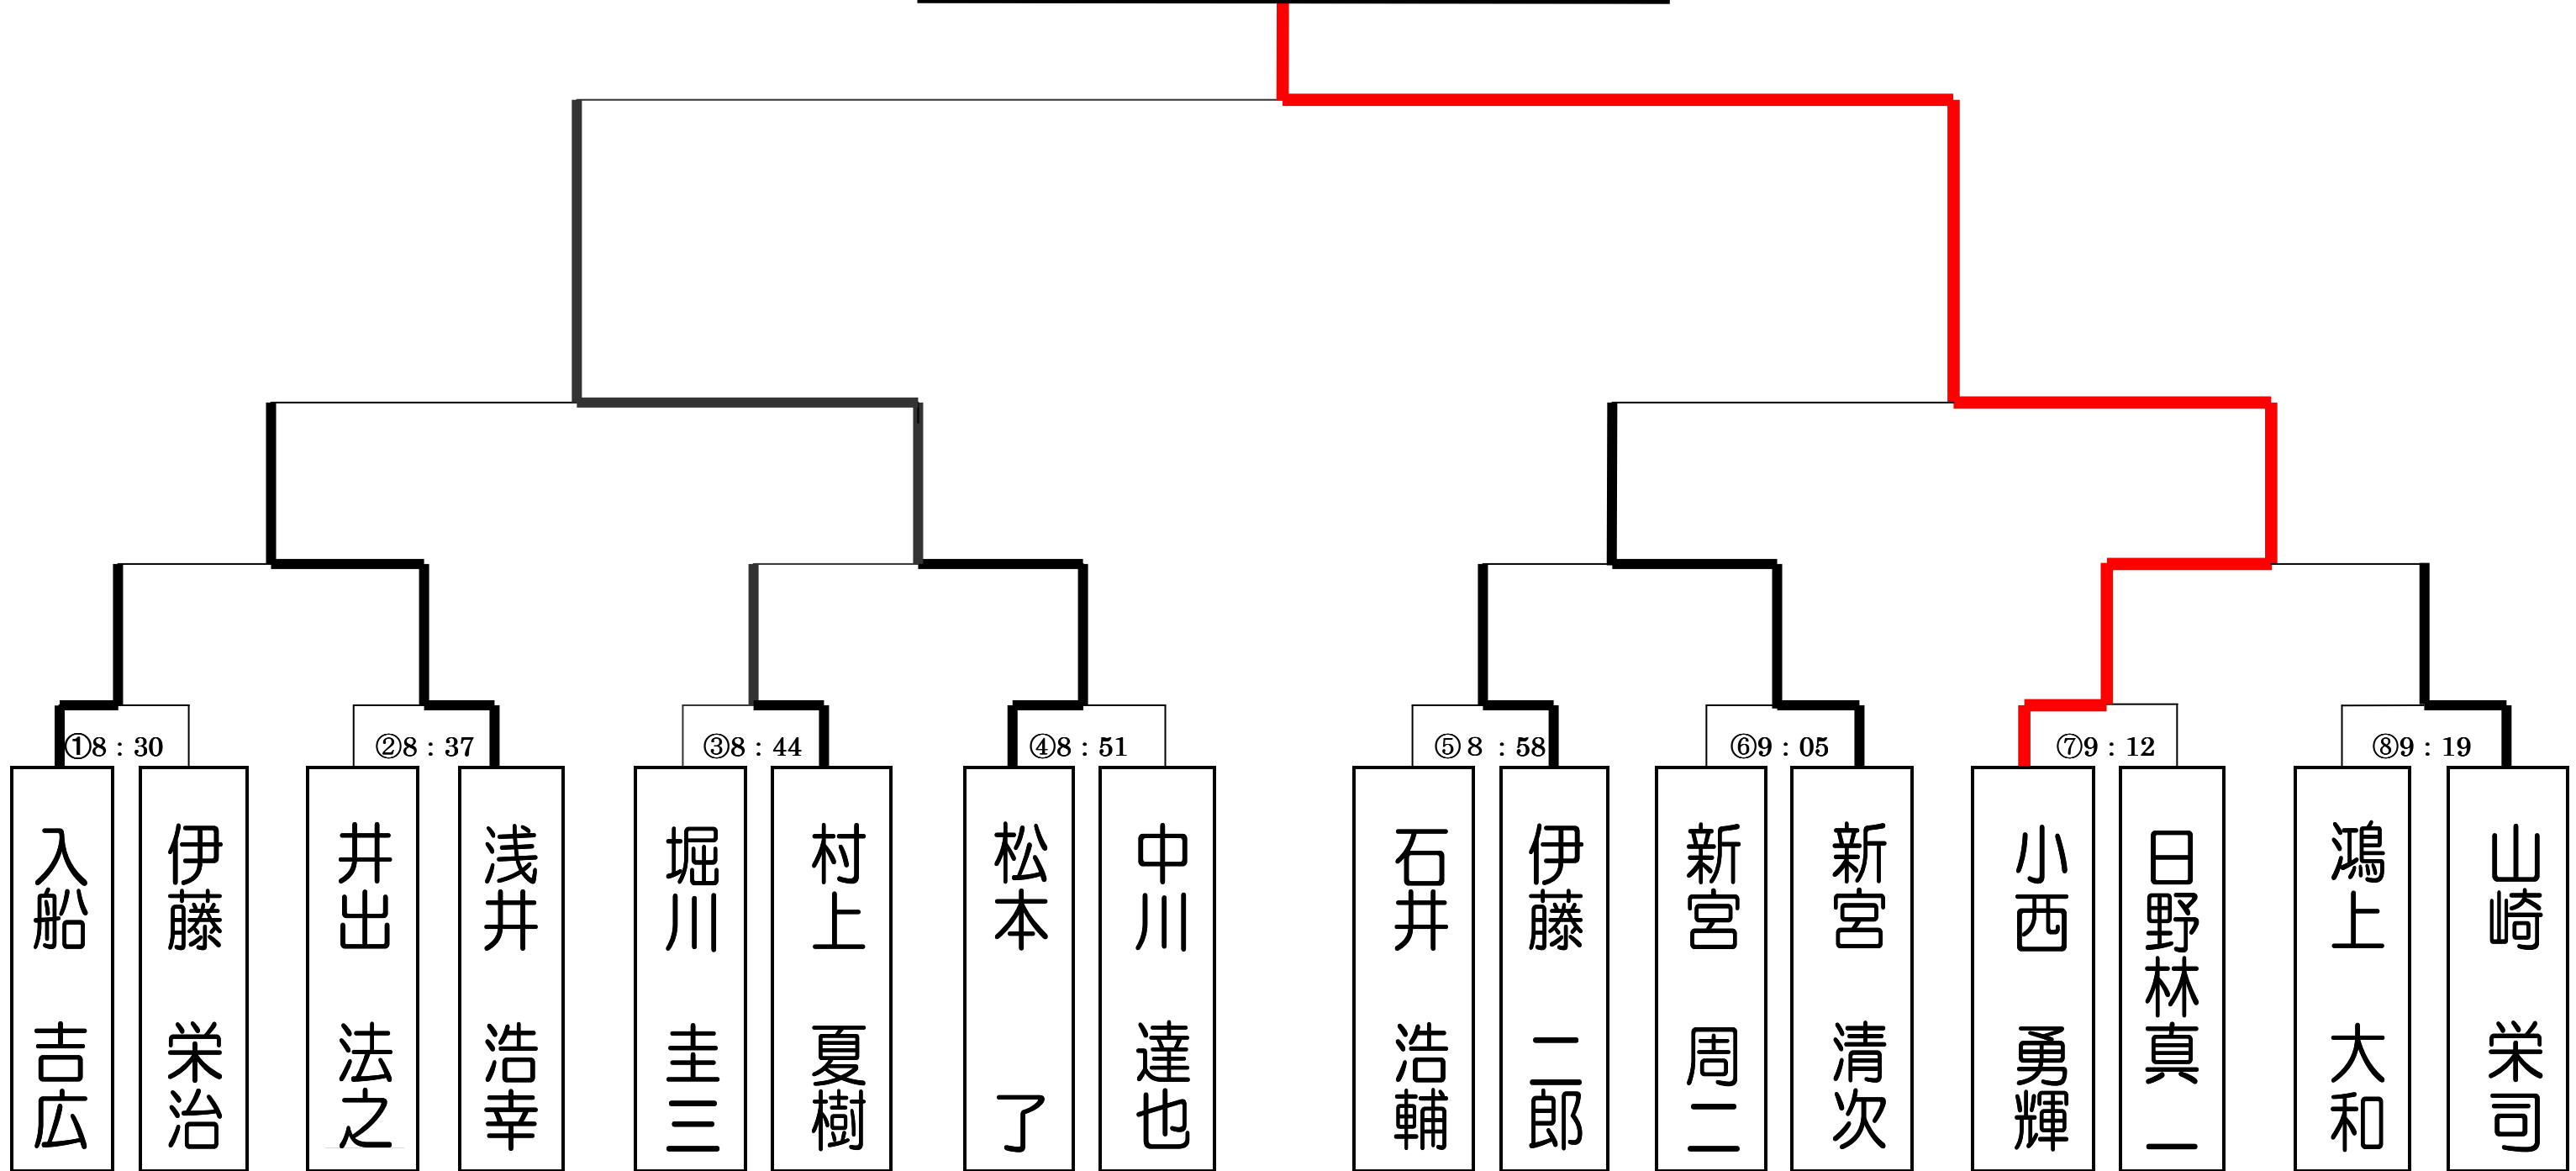 ①8：30
②8：37
③8：44
④8：51
⑤８：58
⑥9：05
⑦9：12
⑧9：19
入船　吉広
伊藤　栄治
井出　法之
浅井　浩幸
堀川　圭三
村上　夏樹
松本　了
中川　達也
石井　浩輔
伊藤　二郎
新宮　周二
新宮　清次
小西　勇輝
日野林真一
鴻上　大和
山崎　栄司